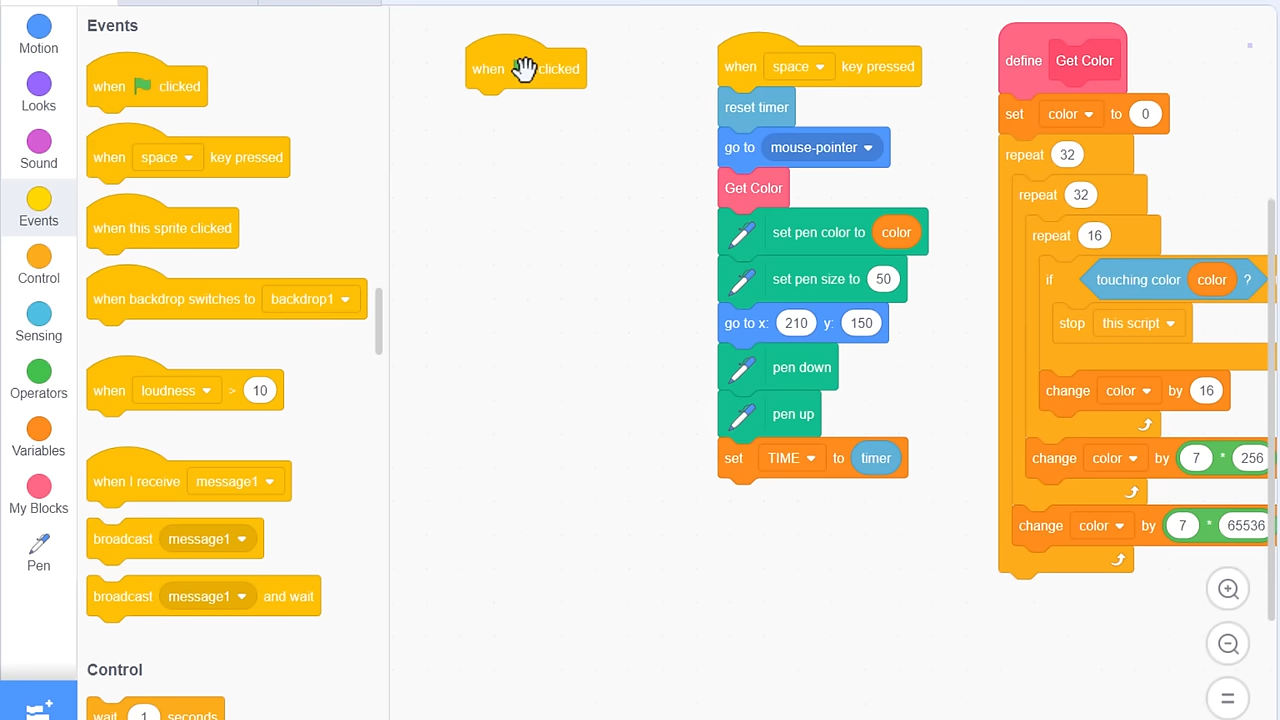 Motion
Looks
Sound
Events
Control
Sensing
Operators
Variables
My Blocks
Pen
Events
when clicked
when space key pressed
when this sprite clicked
when backdrop switches to backdrop1
when loudness > 10
when I receive message1
broadcast message1
broadcast message1 and wait
Control
wait 1 seconds
when clicked
when space key pressed
reset timer
go to mouse-pointer
Get Color
set pen color to color
set pen size to 50
go to x: 210 y: 150
pen down
pen up
set TIME to timer
define Get Color
set color to 0
repeat 32
repeat 32
repeat 16
if touching color color ?
stop this script
change color by 16
change color by 7 * 256
change color by 7 * 65536